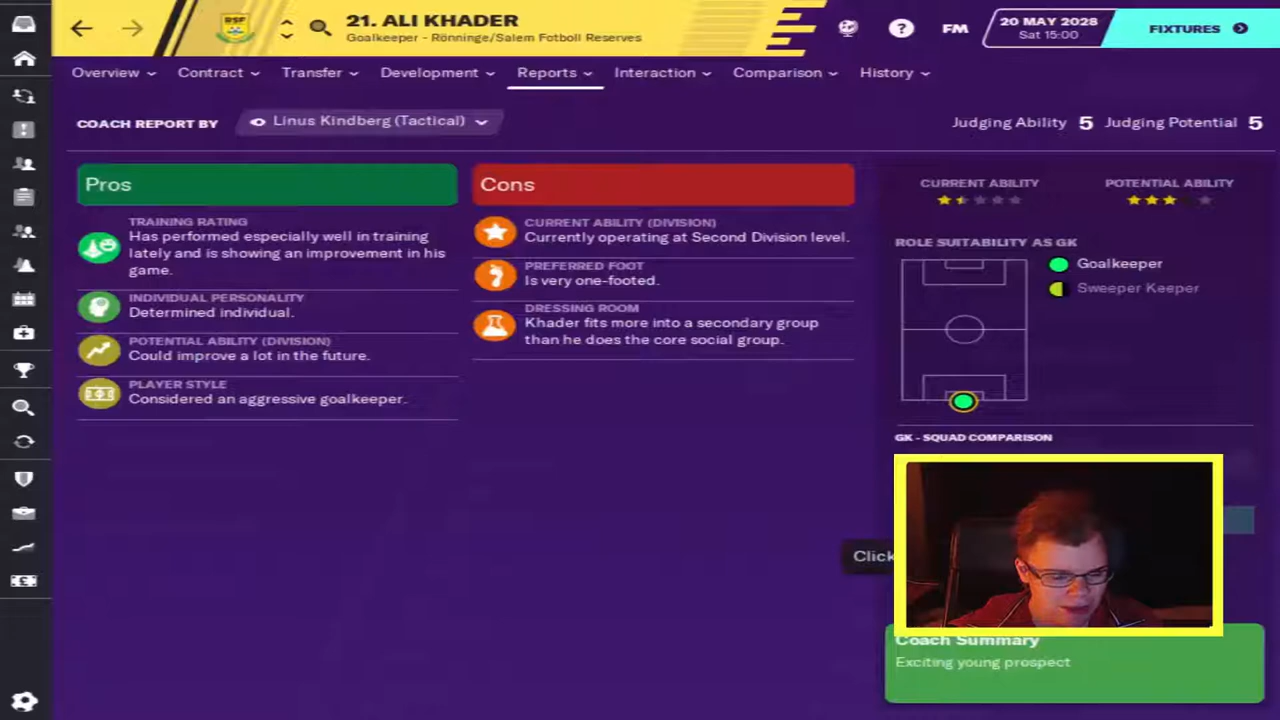 RSF
21. ALI KHADER
Goalkeeper - Rönninge/Salem Fotboll Reserves
?
FM
20 MAY 2028
Sat 15:00
FIXTURES
Overview
Contract
Transfer
Development
Reports
Interaction
Comparison
History
COACH REPORT BY
Linus Kindberg (Tactical)
Judging Ability 5 Judging Potential 5
Pros
TRAINING RATING
Has performed especially well in training
lately and is showing an improvement in his
game.
INDIVIDUAL PERSONALITY
Determined individual.
POTENTIAL ABILITY (DIVISION)
Could improve a lot in the future.
PLAYER STYLE
Considered an aggressive goalkeeper.
Cons
CURRENT ABILITY (DIVISION)
Currently operating at Second Division level.
PREFERRED FOOT
Is very one-footed.
DRESSING ROOM
Khader fits more into a secondary group
than he does the core social group.
CURRENT ABILITY
POTENTIAL ABILITY
ROLE SUITABILITY AS GK
Goalkeeper
Sweeper Keeper
GK - SQUAD COMPARISON
Click
Coach Summary
Exciting young prospect